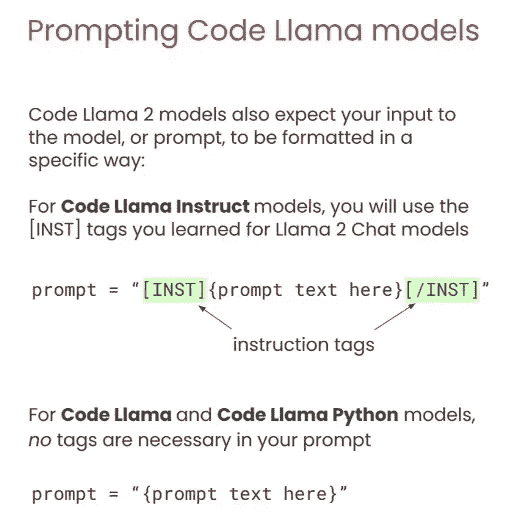 Prompting Code Llama models
Code Llama 2 models also expect your input to
the model, or prompt, to be formatted in a
specific way:
For Code Llama Instruct models, you will use the
[INST] tags you learned for Llama 2 Chat models
prompt = “[INST]{prompt text here}[/INST]”
instruction tags
For Code Llama and Code Llama Python models,
no tags are necessary in your prompt
prompt = “{prompt text here}”